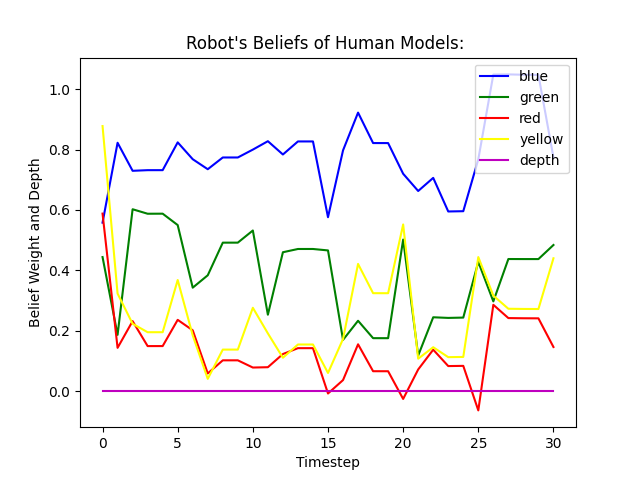 Robot's Beliefs of Human Models:
blue
green
red
yellow
depth
Belief Weight and Depth
1.0
0.8
0.6
0.4
0.2
0.0
0 5 10 15 20 25 30
Timestep